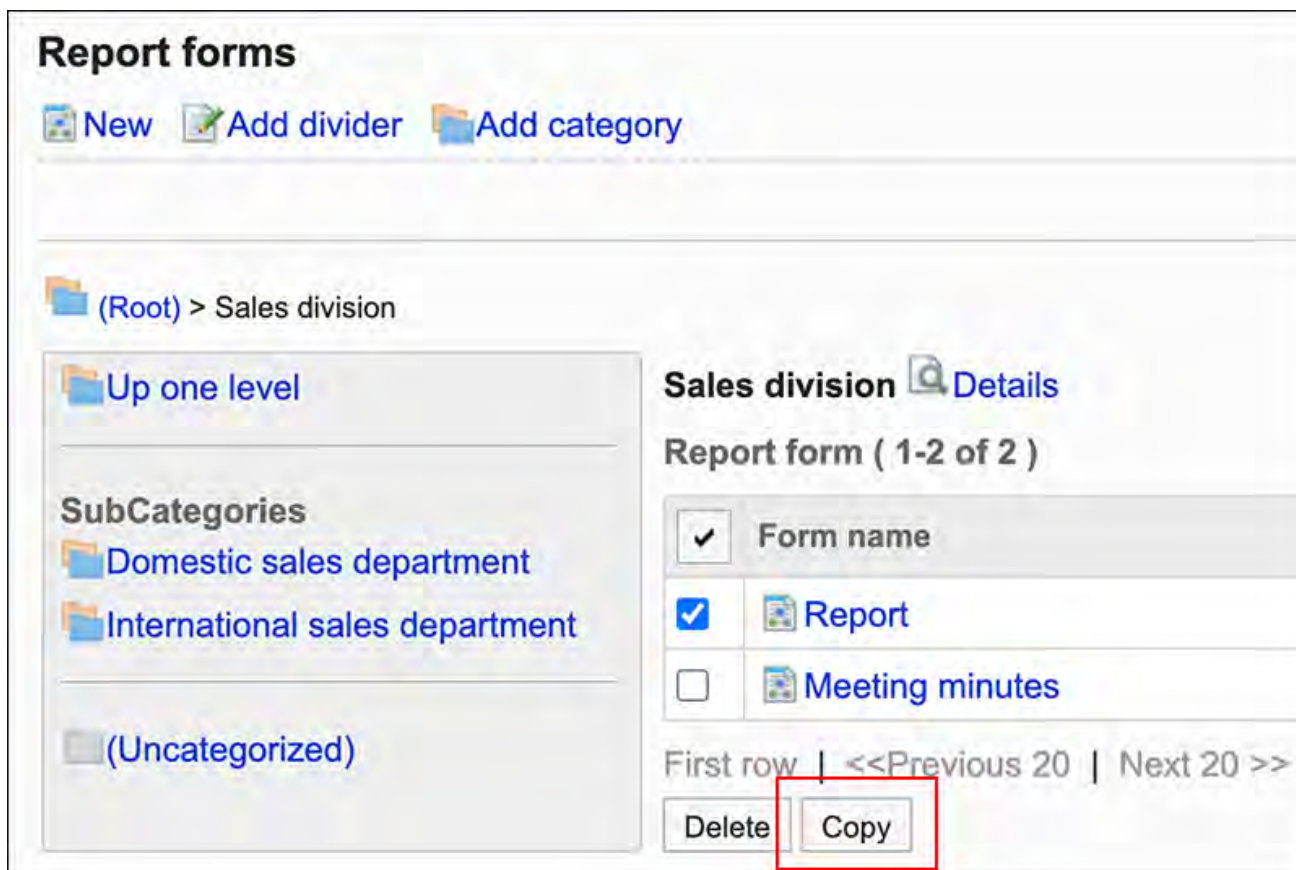 Report forms
New Add divider Add category
(Root) > Sales division
Up one level
SubCategories
Domestic sales department
International sales department
(Uncategorized)
Sales division Details
Report form ( 1-2 of 2 )
Form name
Report
Meeting minutes
First row | <<Previous 20 | Next 20 >>
Delete Copy